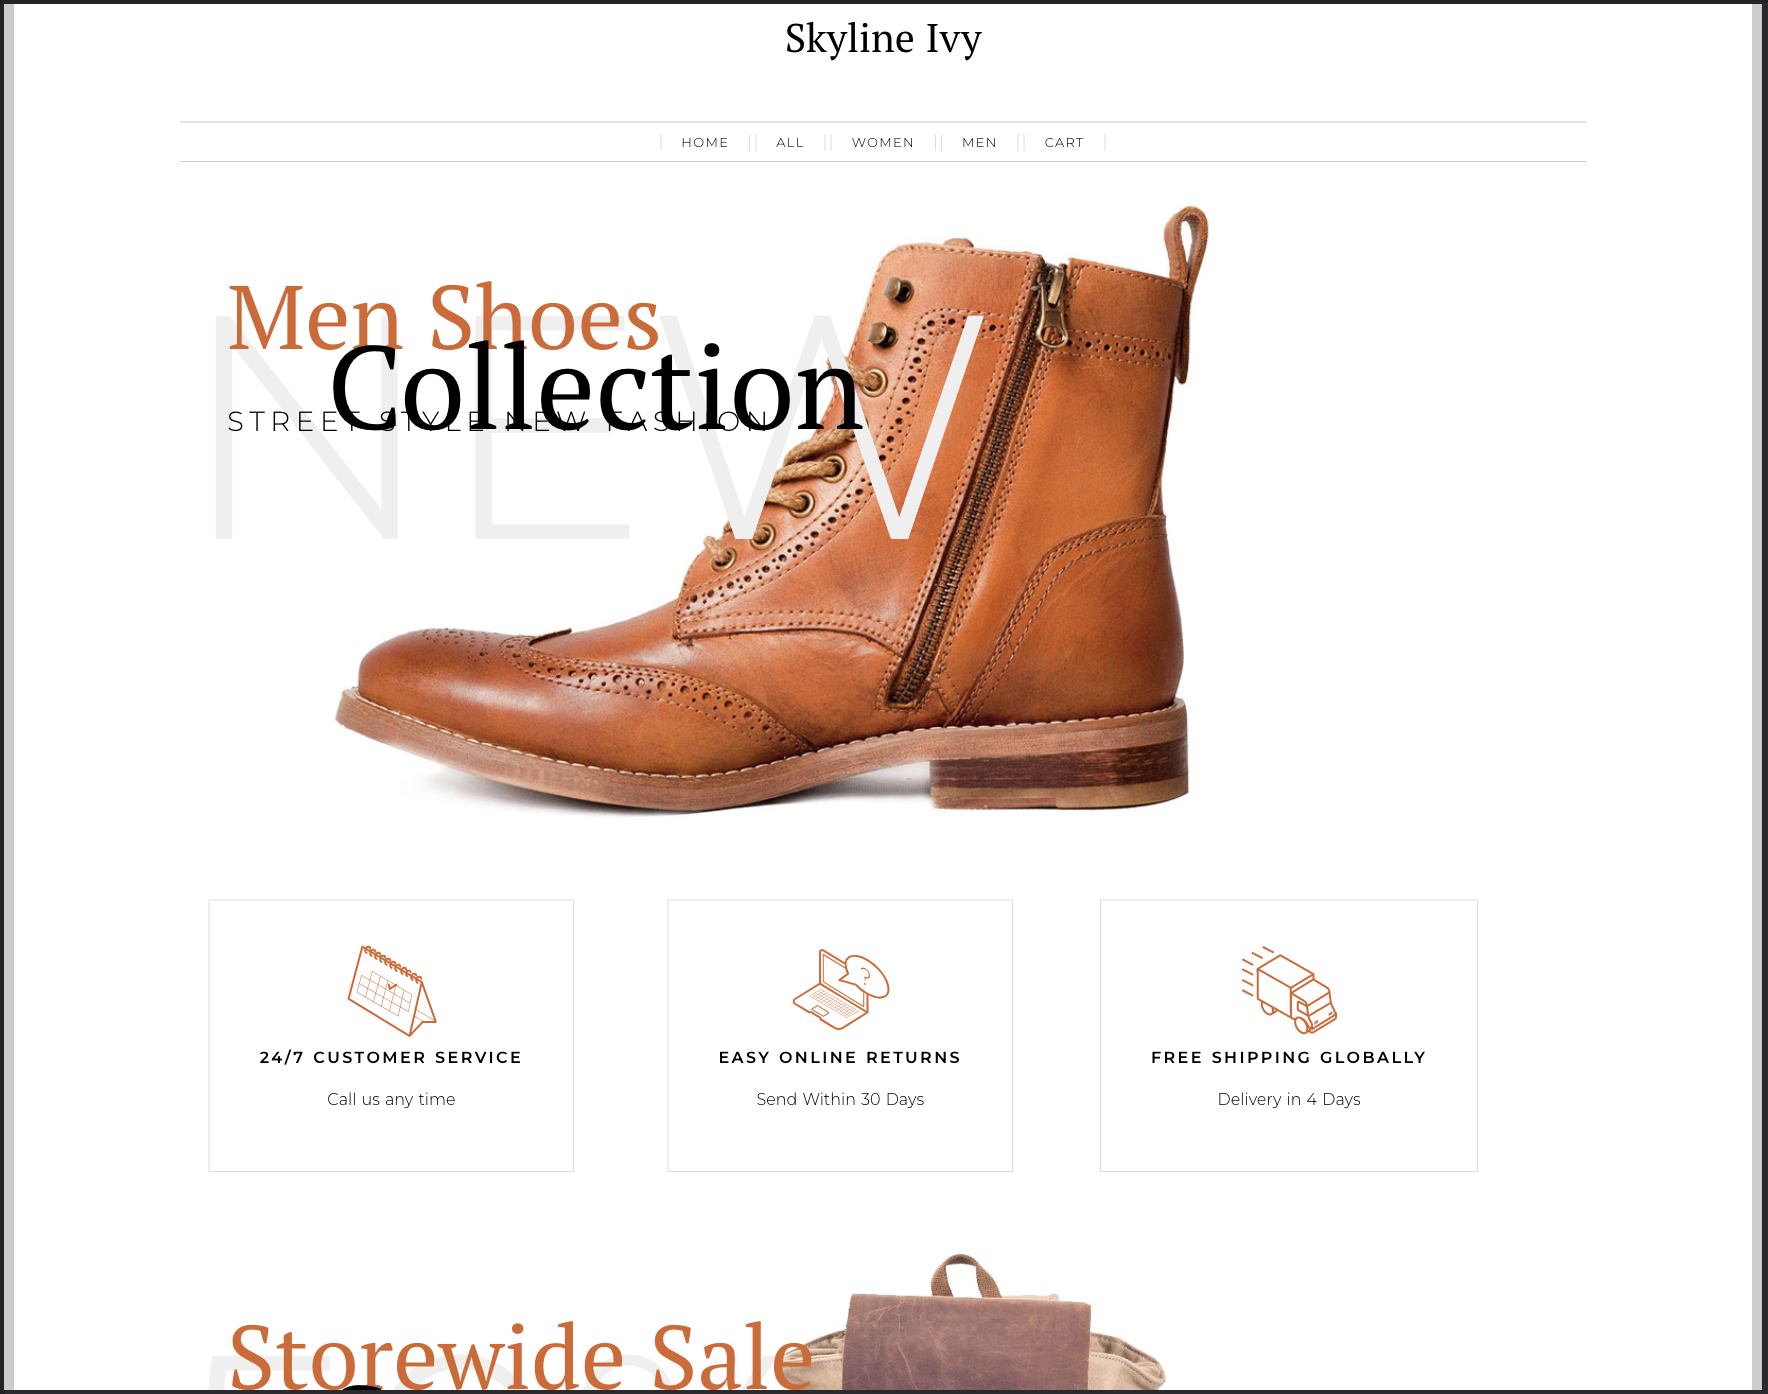 Skyline Ivy
HOME ALL WOMEN MEN CART
NEW
Men Shoes
Collection
STREET STYLE NEW FASHION
24/7 CUSTOMER SERVICE
Call us any time
EASY ONLINE RETURNS
Send Within 30 Days
FREE SHIPPING GLOBALLY
Delivery in 4 Days
Storewide Sale